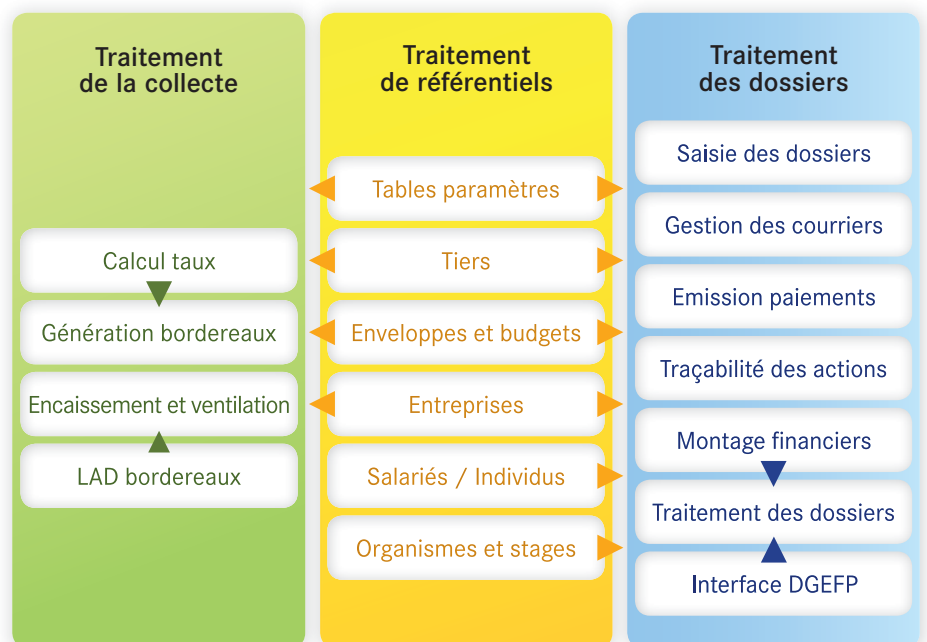 Traitement
de la collecte
Calcul taux
Génération bordereaux
Encaissement et ventilation
LAD bordereaux
Traitement
de référentiels
Tables paramètres
Tiers
Enveloppes et budgets
Entreprises
Salariés / Individus
Organismes et stages
Traitement
des dossiers
Saisie des dossiers
Gestion des courriers
Emission paiements
Traçabilité des actions
Montage financiers
Traitement des dossiers
Interface DGEFP